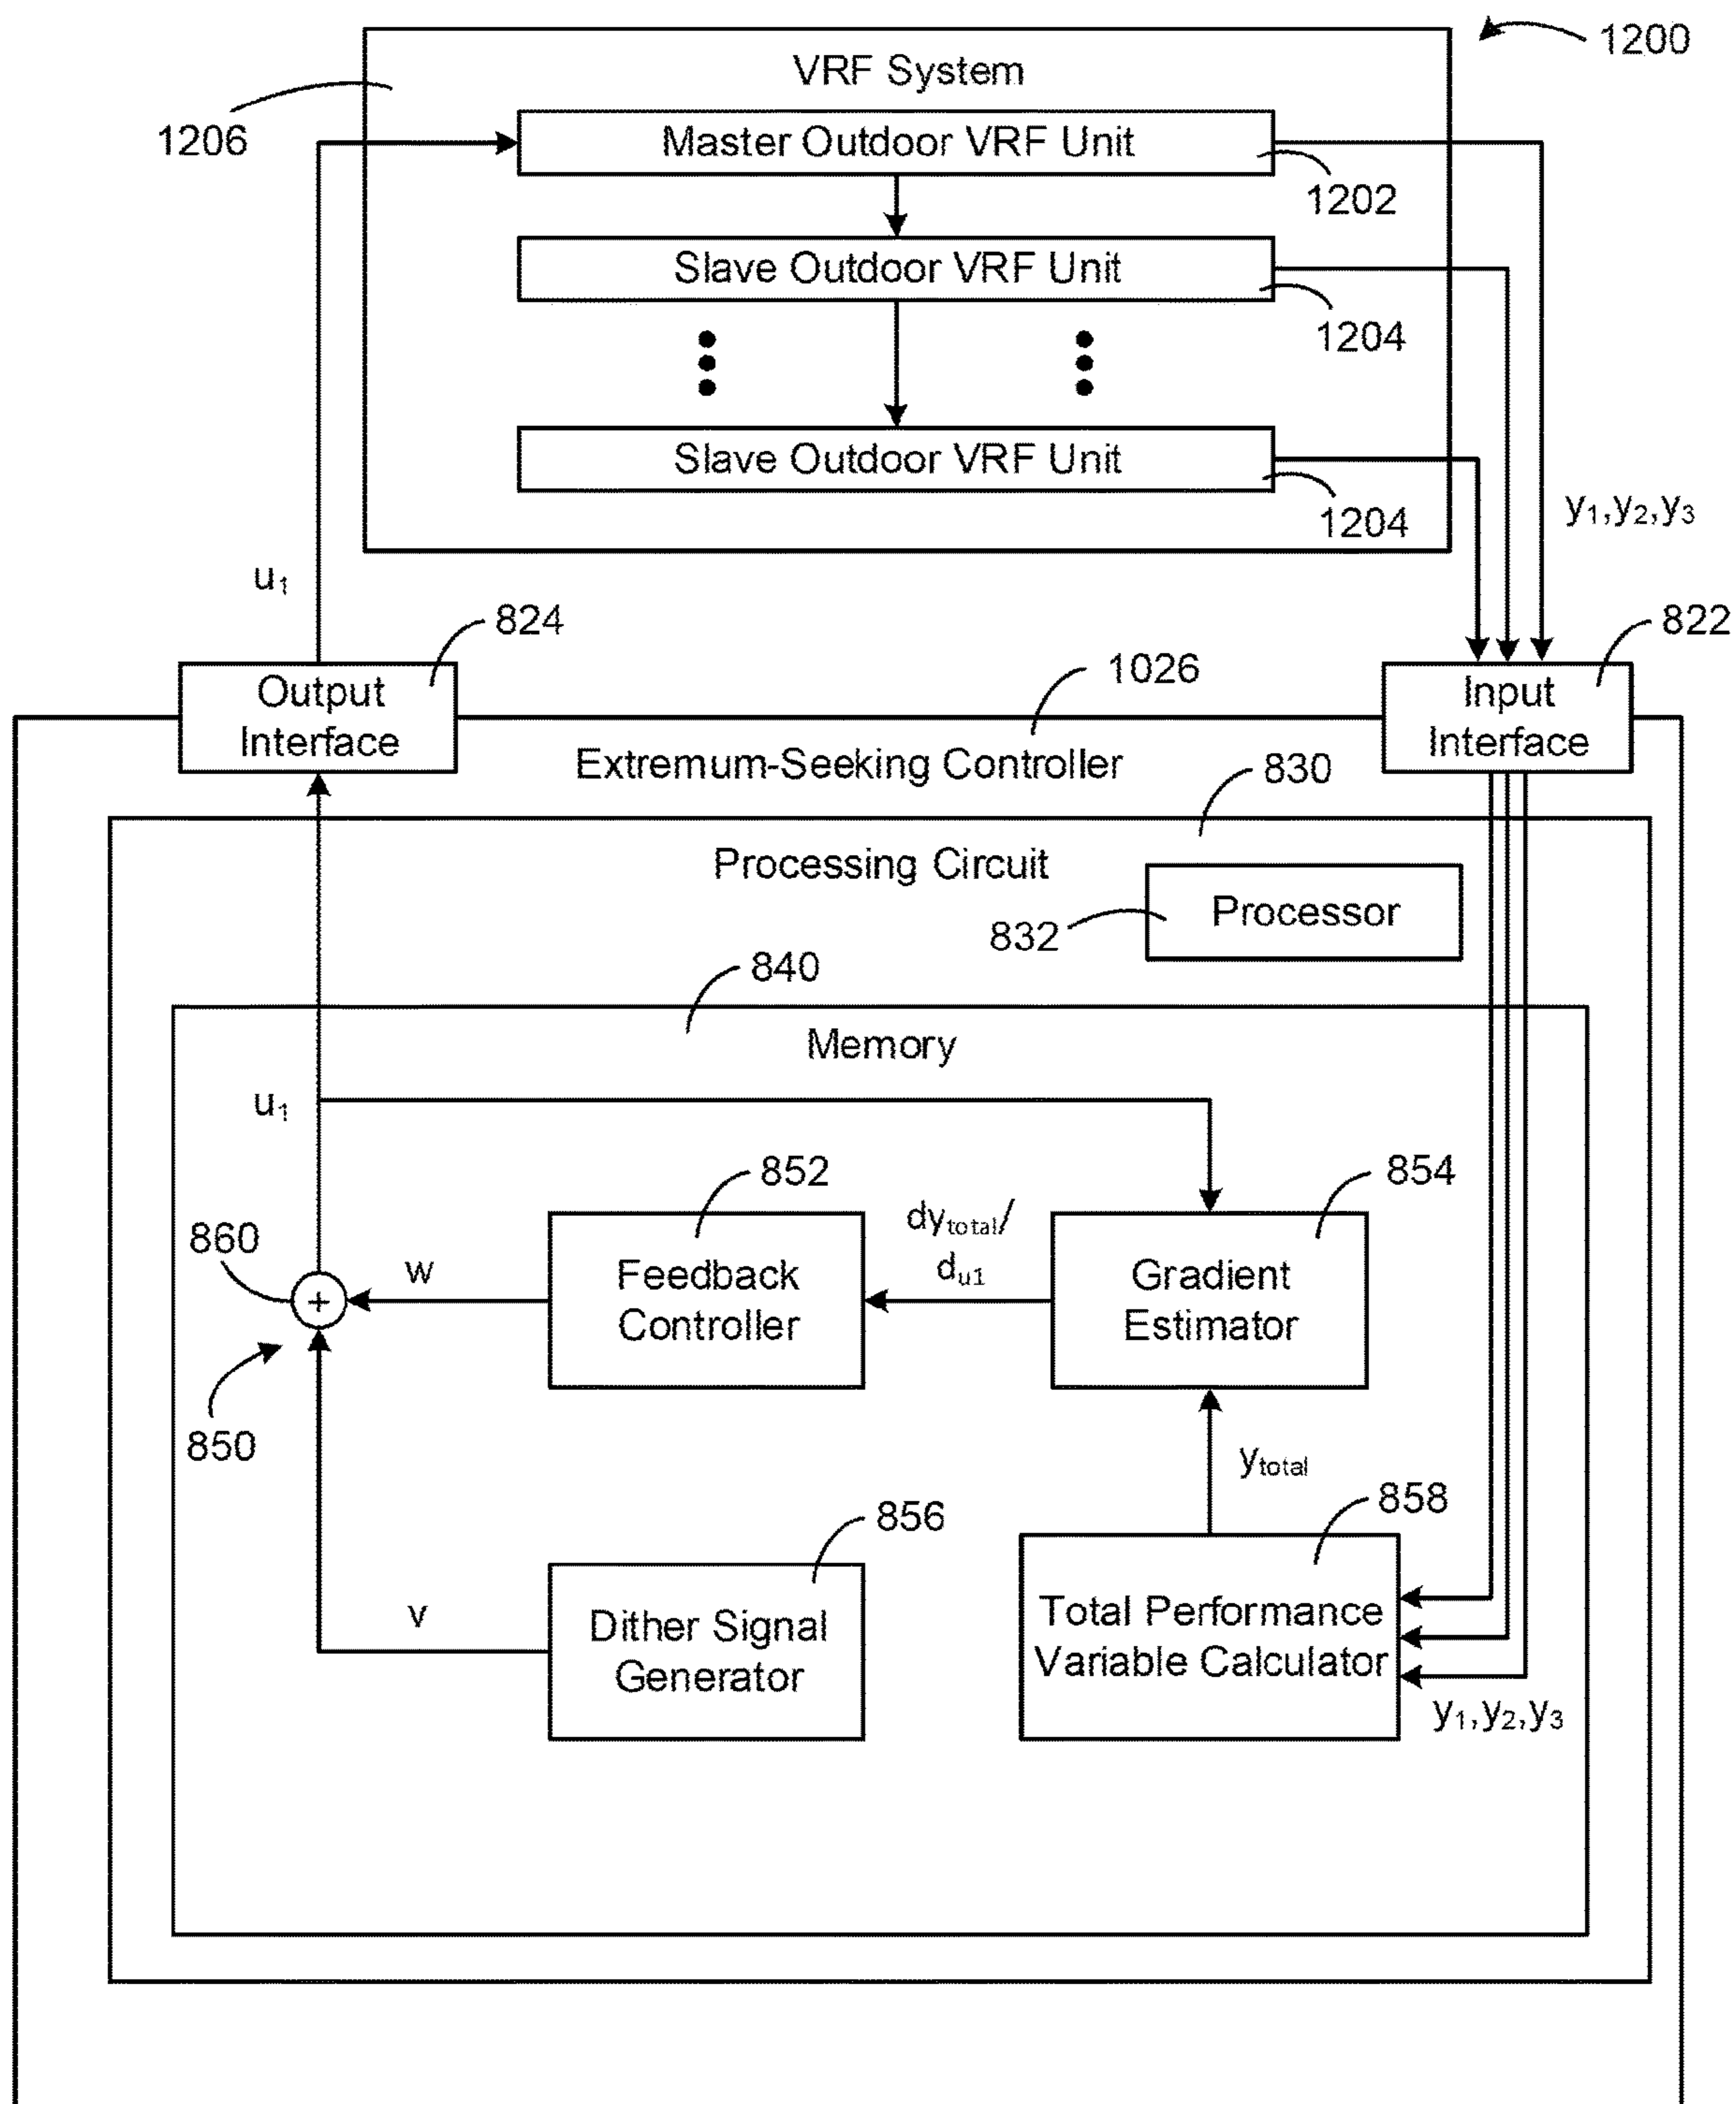 1200
VRF System
1206
Master Outdoor VRF Unit
1202
Slave Outdoor VRF Unit
1204
Slave Outdoor VRF Unit
1204
y₁,y₂,y₃
u₁
824
822
Output
Interface
1026
Input
Interface
Extremum-Seeking Controller
830
Processing Circuit
Processor
832
840
Memory
u₁
852
854
860
w
Feedback
Controller
dy_total/
d_u1
Gradient
Estimator
850
y_total
856
858
v
Dither Signal
Generator
Total Performance
Variable Calculator
y₁,y₂,y₃
+